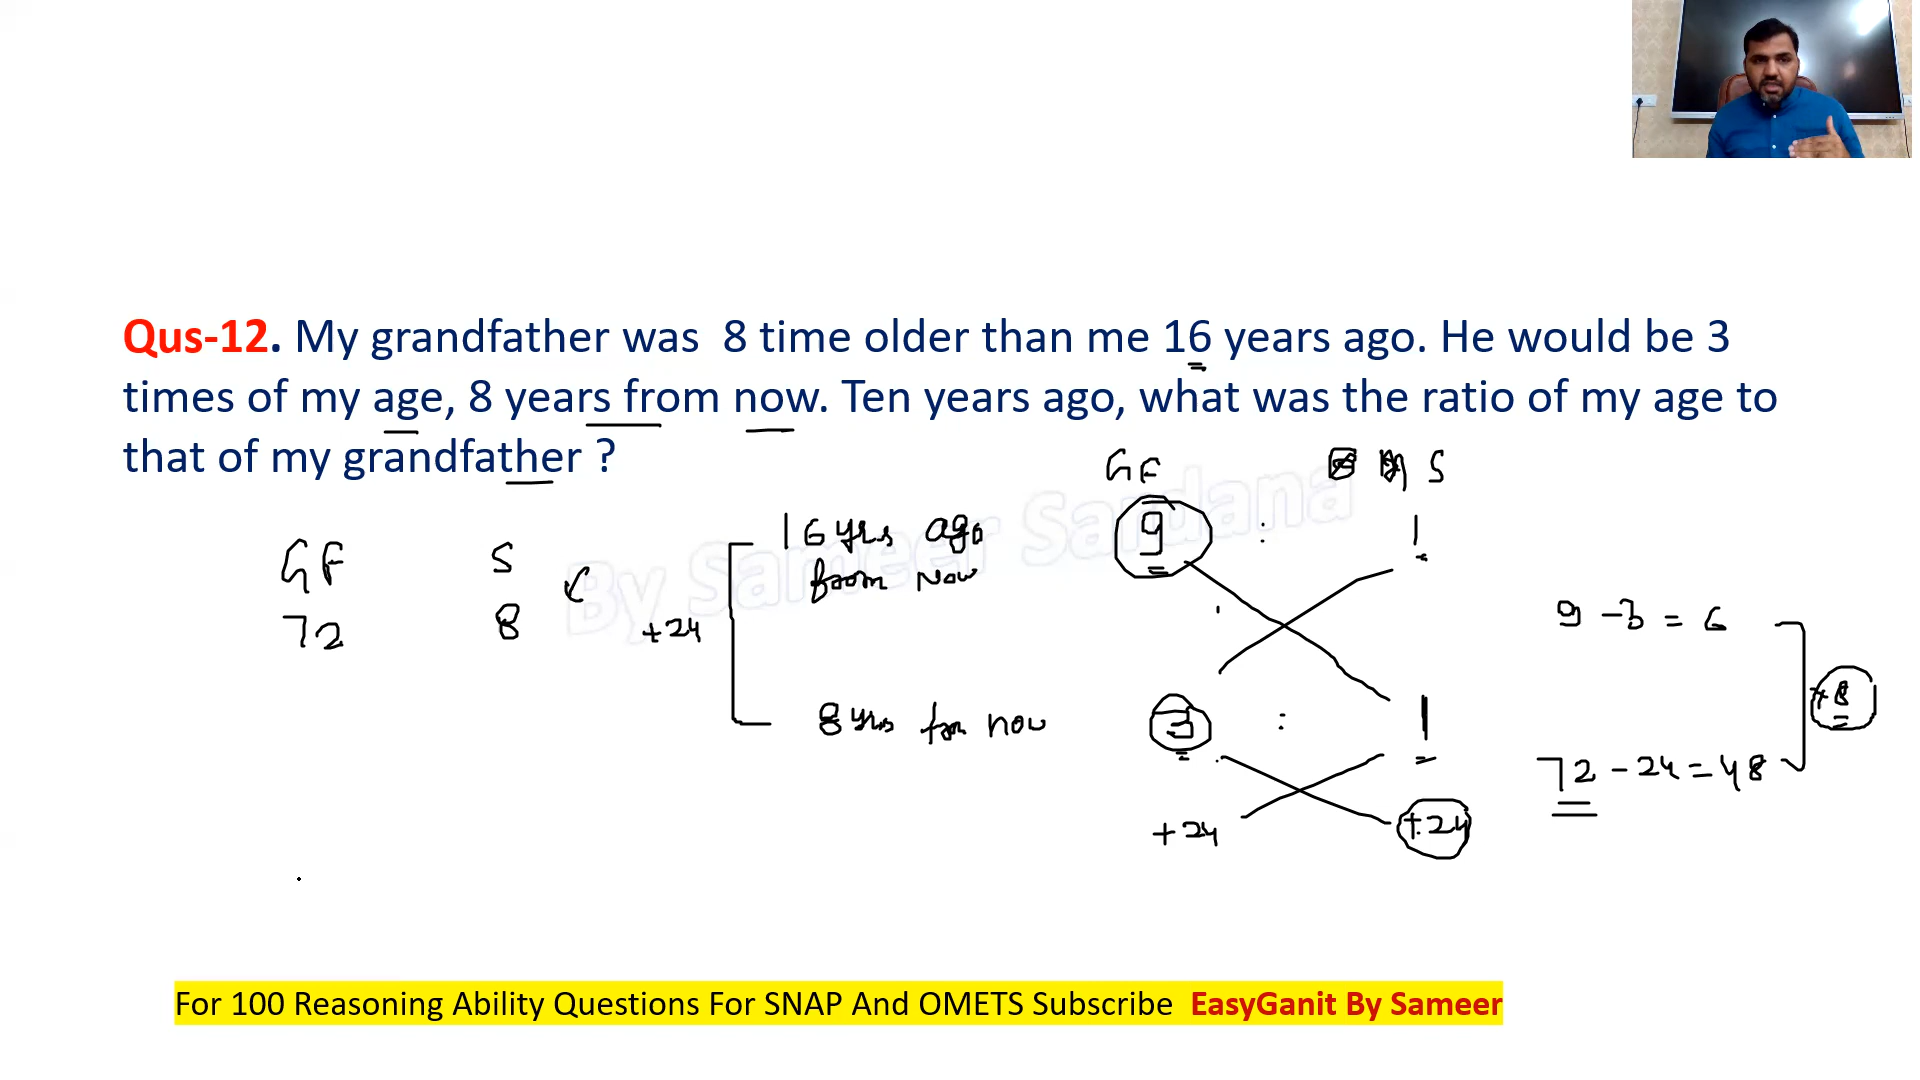 Qus-12. My grandfather was 8 time older than me 16 years ago. He would be 3
times of my age, 8 years from now. Ten years ago, what was the ratio of my age to
that of my grandfather ?
By Sameer Sardana
GF S
GF S
9 : 1
16 yrs ago
from Now
72 8
+24
9 - 3 = 6
×8
8 yrs for now
3 : 1
72 - 24 = 48
+24 +24
For 100 Reasoning Ability Questions For SNAP And OMETS Subscribe EasyGanit By Sameer